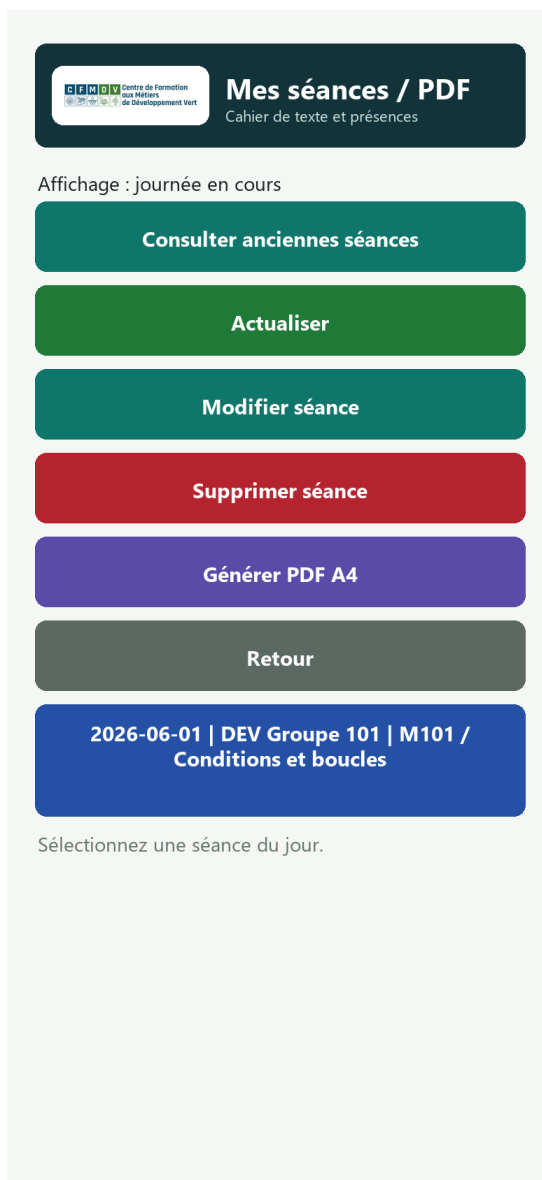 C F M D V
Centre de Formation
aux Métiers
de Développement Vert
Mes séances / PDF
Cahier de texte et présences
Affichage : journée en cours
Consulter anciennes séances
Actualiser
Modifier séance
Supprimer séance
Générer PDF A4
Retour
2026-06-01 | DEV Groupe 101 | M101 /
Conditions et boucles
Sélectionnez une séance du jour.